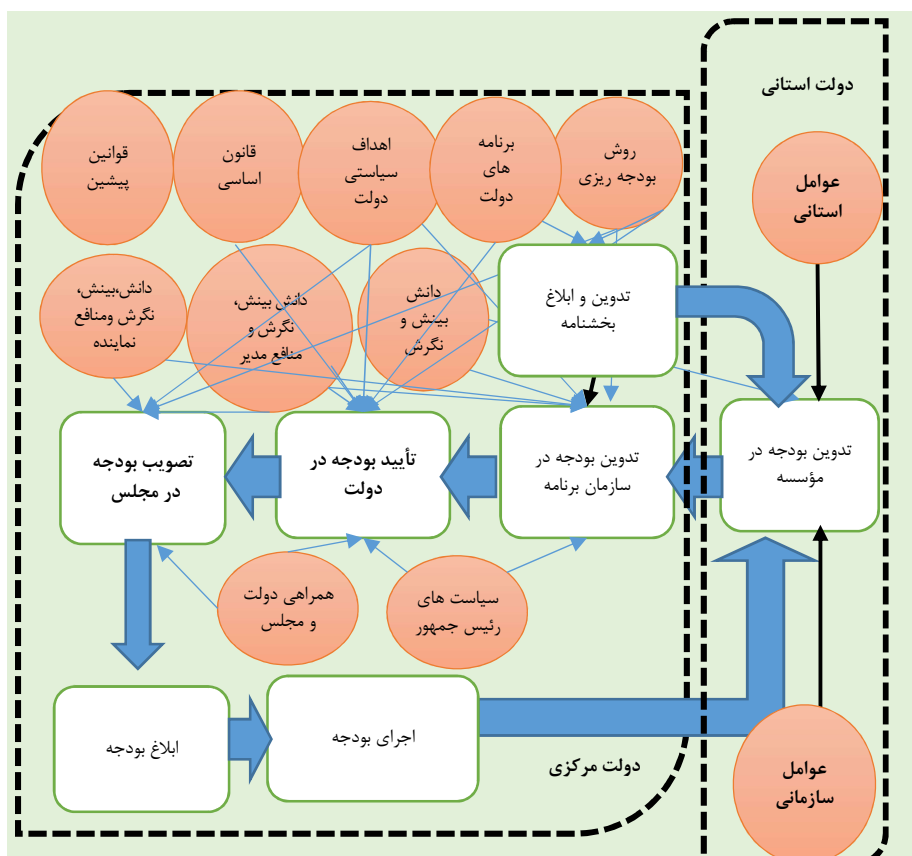 دولت استانی
عوامل
استانی
روش
بودجه ریزی
برنامه
های
دولت
اهداف
سیاستی
دولت
قانون
اساسی
قوانین
پیشین
تدوین و ابلاغ
بخشنامه
دانش
بینش و
نگرش
دانش بینش،
نگرش و
منافع مدیر
دانش،بینش،
نگرش ومنافع
نماینده
تدوین بودجه در
مؤسسه
تدوین بودجه در
سازمان برنامه
تأیید بودجه در
دولت
تصویب بودجه
در مجلس
سیاست های
رئیس جمهور
همراهی دولت
و مجلس
ابلاغ بودجه
اجرای بودجه
دولت مرکزی
عوامل
سازمانی